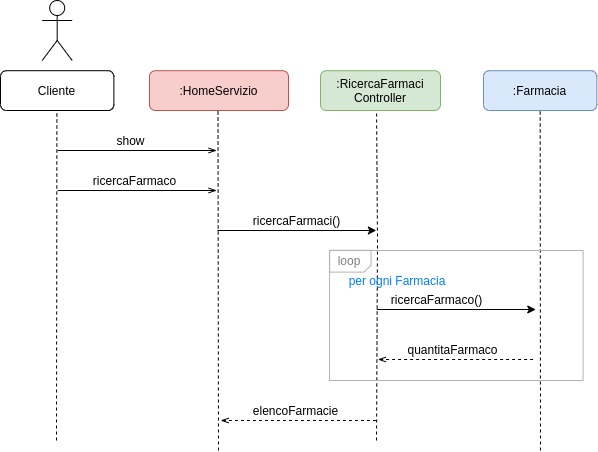 Cliente
:HomeServizio
:RicercaFarmaci
Controller
:Farmacia
show
ricercaFarmaco
ricercaFarmaci()
loop
per ogni Farmacia
ricercaFarmaco()
quantitaFarmaco
elencoFarmacie